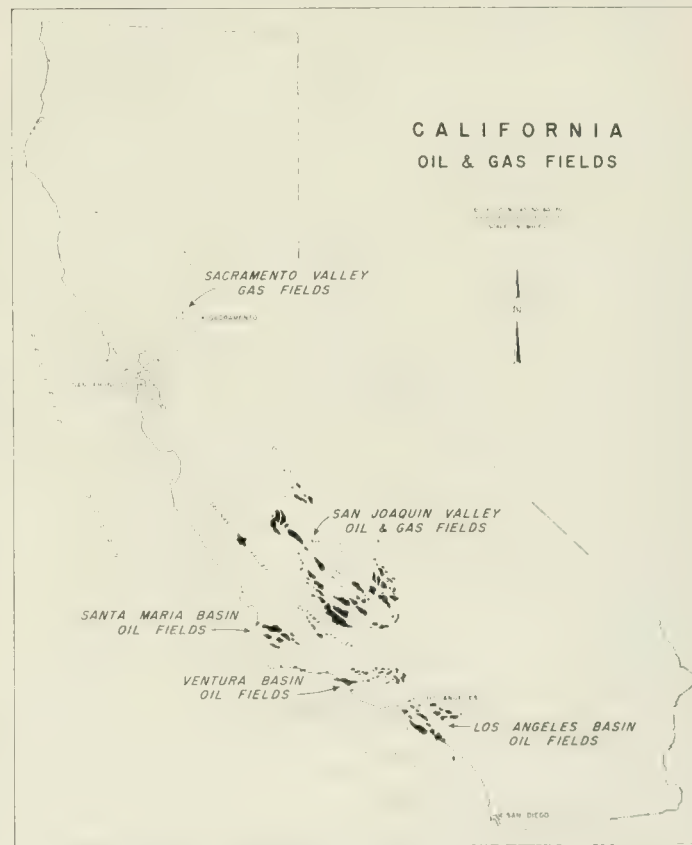 CALIFORNIA
OIL & GAS FIELDS
SACRAMENTO VALLEY
GAS FIELDS
SACRAMENTO
SAN JOAQUIN VALLEY
OIL & GAS FIELDS
SANTA MARIA BASIN
OIL FIELDS
VENTURA BASIN
OIL FIELDS
LOS ANGELES BASIN
OIL FIELDS
SAN DIEGO